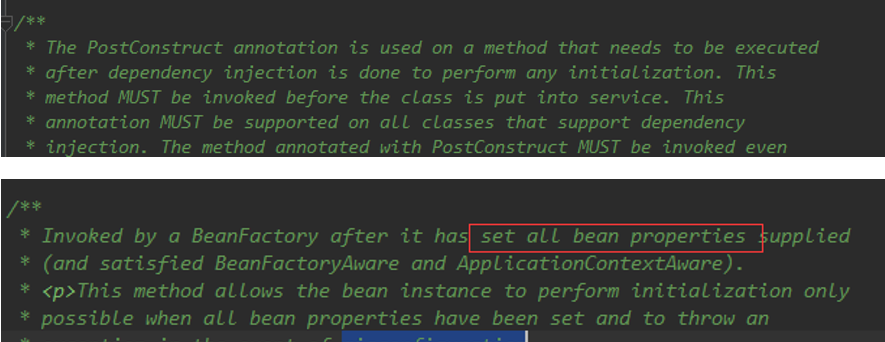 /**
* The PostConstruct annotation is used on a method that needs to be executed
* after dependency injection is done to perform any initialization. This
* method MUST be invoked before the class is put into service. This
* annotation MUST be supported on all classes that support dependency
* injection. The method annotated with PostConstruct MUST be invoked even
/**
* Invoked by a BeanFactory after it has set all bean properties supplied
* (and satisfied BeanFactoryAware and ApplicationContextAware).
* <p>This method allows the bean instance to perform initialization only
* possible when all bean properties have been set and to throw an